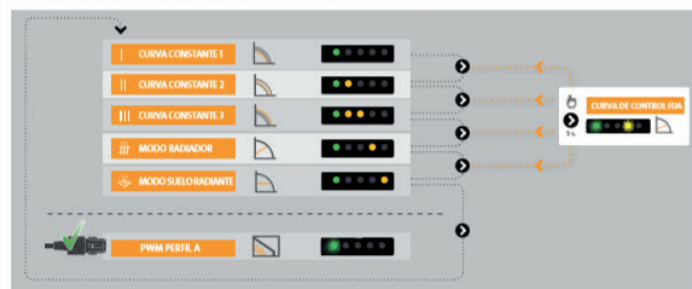 CURVA CONSTANTE 1
CURVA CONSTANTE 2
CURVA CONSTANTE 3
MODO RADIADOR
MODO SUELO RADIANTE
CURVA DE CONTROL FIJA
PWM PERFIL A